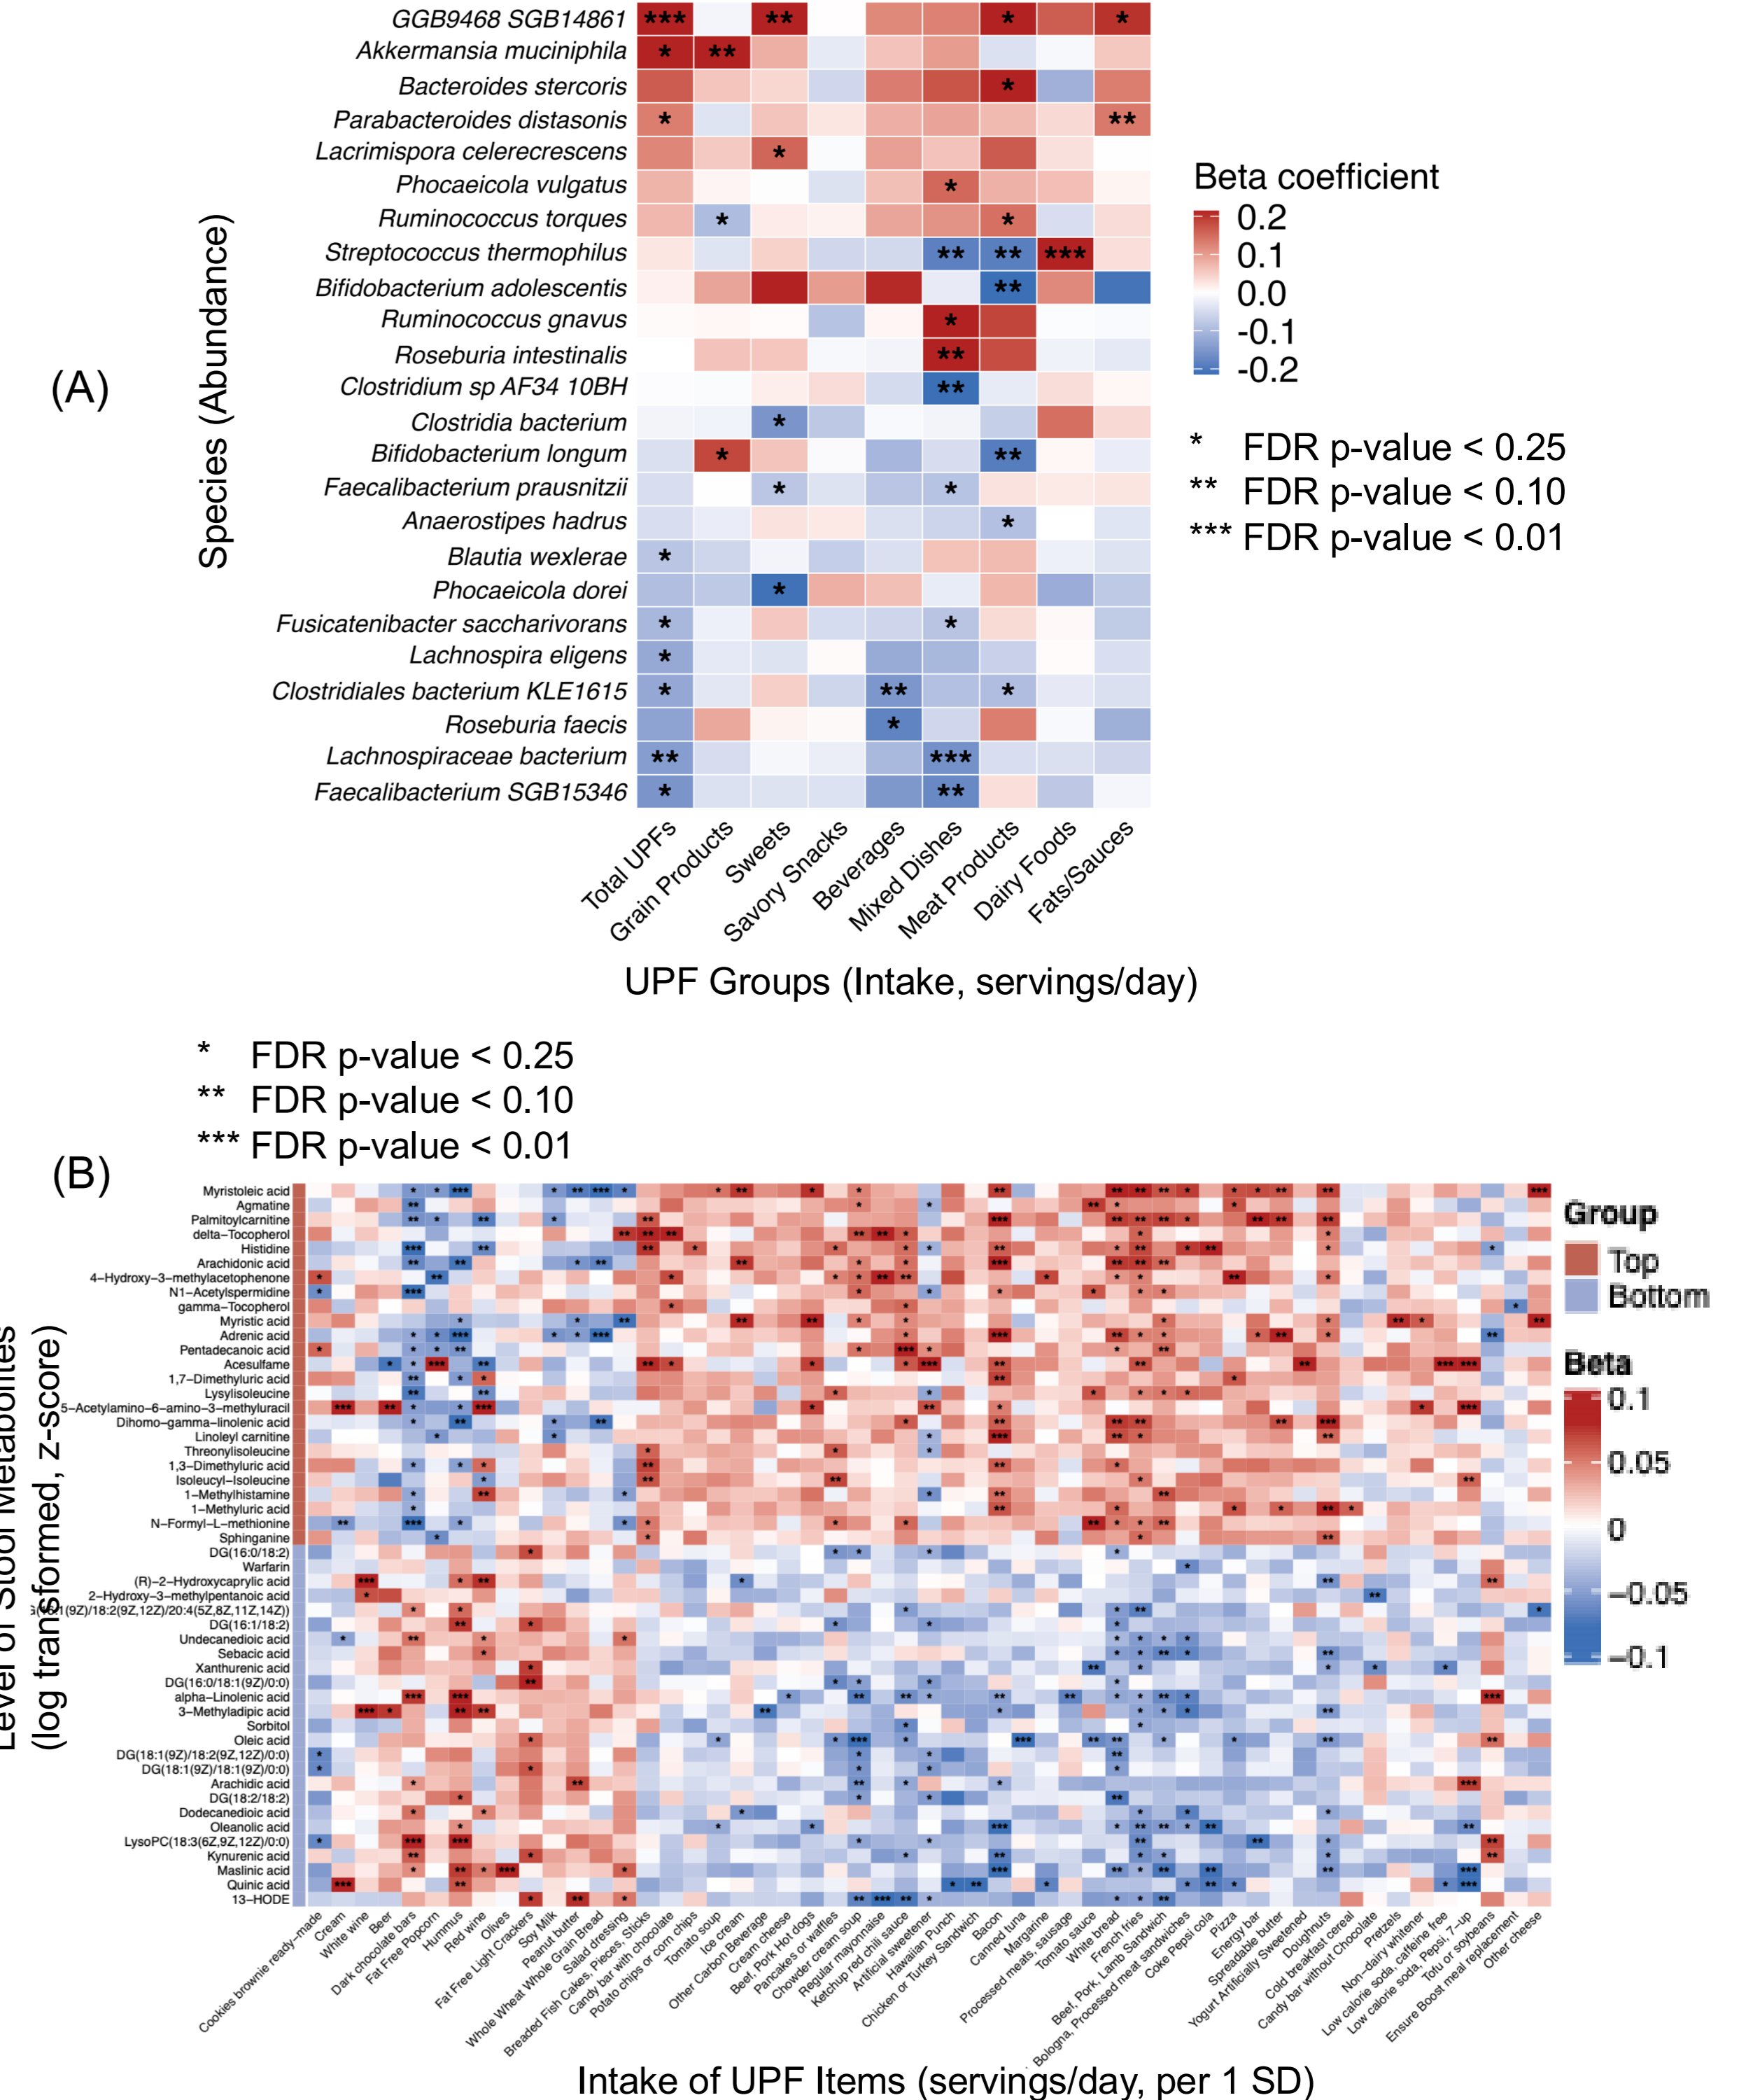 GGB9468 SGB14861 *** ** * *
Akkermansia muciniphila * **
Bacteroides stercoris *
Parabacteroides distasonis * **
Lacrimispora celerecrescens *
Phocaeicola vulgatus *
Ruminococcus torques * *
Streptococcus thermophilus ** ** ***
Bifidobacterium adolescentis **
Ruminococcus gnavus *
Roseburia intestinalis **
Clostridium sp AF34 10BH **
Clostridia bacterium *
Bifidobacterium longum * **
Faecalibacterium prausnitzii * *
Anaerostipes hadrus *
Blautia wexlerae *
Phocaeicola dorei *
Fusicatenibacter saccharivorans * *
Lachnospira eligens *
Clostridiales bacterium KLE1615 * ** *
Roseburia faecis *
Lachnospiraceae bacterium ** ***
Faecalibacterium SGB15346 * **
Species (Abundance)
(A)
Beta coefficient
0.2
0.1
0.0
-0.1
-0.2
* FDR p-value < 0.25
** FDR p-value < 0.10
*** FDR p-value < 0.01
Total UPFs
Grain Products
Sweets
Savory Snacks
Beverages
Mixed Dishes
Meat Products
Dairy Foods
Fats/Sauces
UPF Groups (Intake, servings/day)
* FDR p-value < 0.25
** FDR p-value < 0.10
*** FDR p-value < 0.01
(B)
Level of Stool Metabolites
(log transformed, z-score)
Myristoleic acid
Agmatine
Palmitoylcarnitine
delta-Tocopherol
Histidine
Arachidonic acid
4-Hydroxy-3-methylacetophenone
N1-Acetylspermidine
gamma-Tocopherol
Myristic acid
Adrenic acid
Pentadecanoic acid
Acesulfame
1,7-Dimethyluric acid
Lysylisoleucine
5-Acetylamino-6-amino-3-methyluracil
Dihomo-gamma-linolenic acid
Linoleyl carnitine
Threonylisoleucine
1,3-Dimethyluric acid
Isoleucyl-Isoleucine
1-Methylhistamine
1-Methyluric acid
N-Formyl-L-methionine
Sphinganine
DG(16:0/18:2)
Warfarin
(R)-2-Hydroxycaprylic acid
2-Hydroxy-3-methylpentanoic acid
(9Z)/18:2(9Z,12Z)/20:4(5Z,8Z,11Z,14Z))
DG(16:1/18:2)
Undecanedioic acid
Sebacic acid
Xanthurenic acid
DG(16:0/18:1(9Z)/0:0)
alpha-Linolenic acid
3-Methyladipic acid
Sorbitol
Oleic acid
DG(18:1(9Z)/18:2(9Z,12Z)/0:0)
DG(18:1(9Z)/18:1(9Z)/0:0)
Arachidic acid
DG(18:2/18:2)
Dodecanedioic acid
Oleanolic acid
LysoPC(18:3(6Z,9Z,12Z)/0:0)
Kynurenic acid
Maslinic acid
Quinic acid
13-HODE
Group
Top
Bottom
Beta
0.1
0.05
0
-0.05
-0.1
Cookies brownie ready-made
Cream
White wine
Beer
Dark chocolate bars
Fat Free Popcorn
Hummus
Red wine
Olives
Fat Free Light Crackers
Soy Milk
Peanut butter
Whole Wheat Whole Grain Bread
Salad dressing
Breaded Fish Cakes, Pieces, Sticks
Candy bar with chocolate
Potato chips or corn chips
Tomato soup
Ice cream
Other Carbon Beverage
Cream cheese
Beef, Pork Hot dogs
Pancakes or waffles
Chowder cream soup
Regular mayonnaise
Ketchup red chili sauce
Artificial sweetener
Hawaiian Punch
Chicken or Turkey Sandwich
Bacon
Canned tuna
Margarine
Processed meats, sausage
Tomato sauce
White bread
French fries
Beef, Pork, Lamb Sandwich
Bologna, Processed meat sandwiches
Coke Pepsi cola
Pizza
Energy bar
Spreadable butter
Yogurt Artificially Sweetened
Doughnuts
Cold breakfast cereal
Candy bar without Chocolate
Pretzels
Non-dairy whitener
Low calorie soda, caffeine free
Low calorie soda, Pepsi, 7-up
Tofu or soybeans
Ensure Boost meal replacement
Other cheese
Intake of UPF Items (servings/day, per 1 SD)